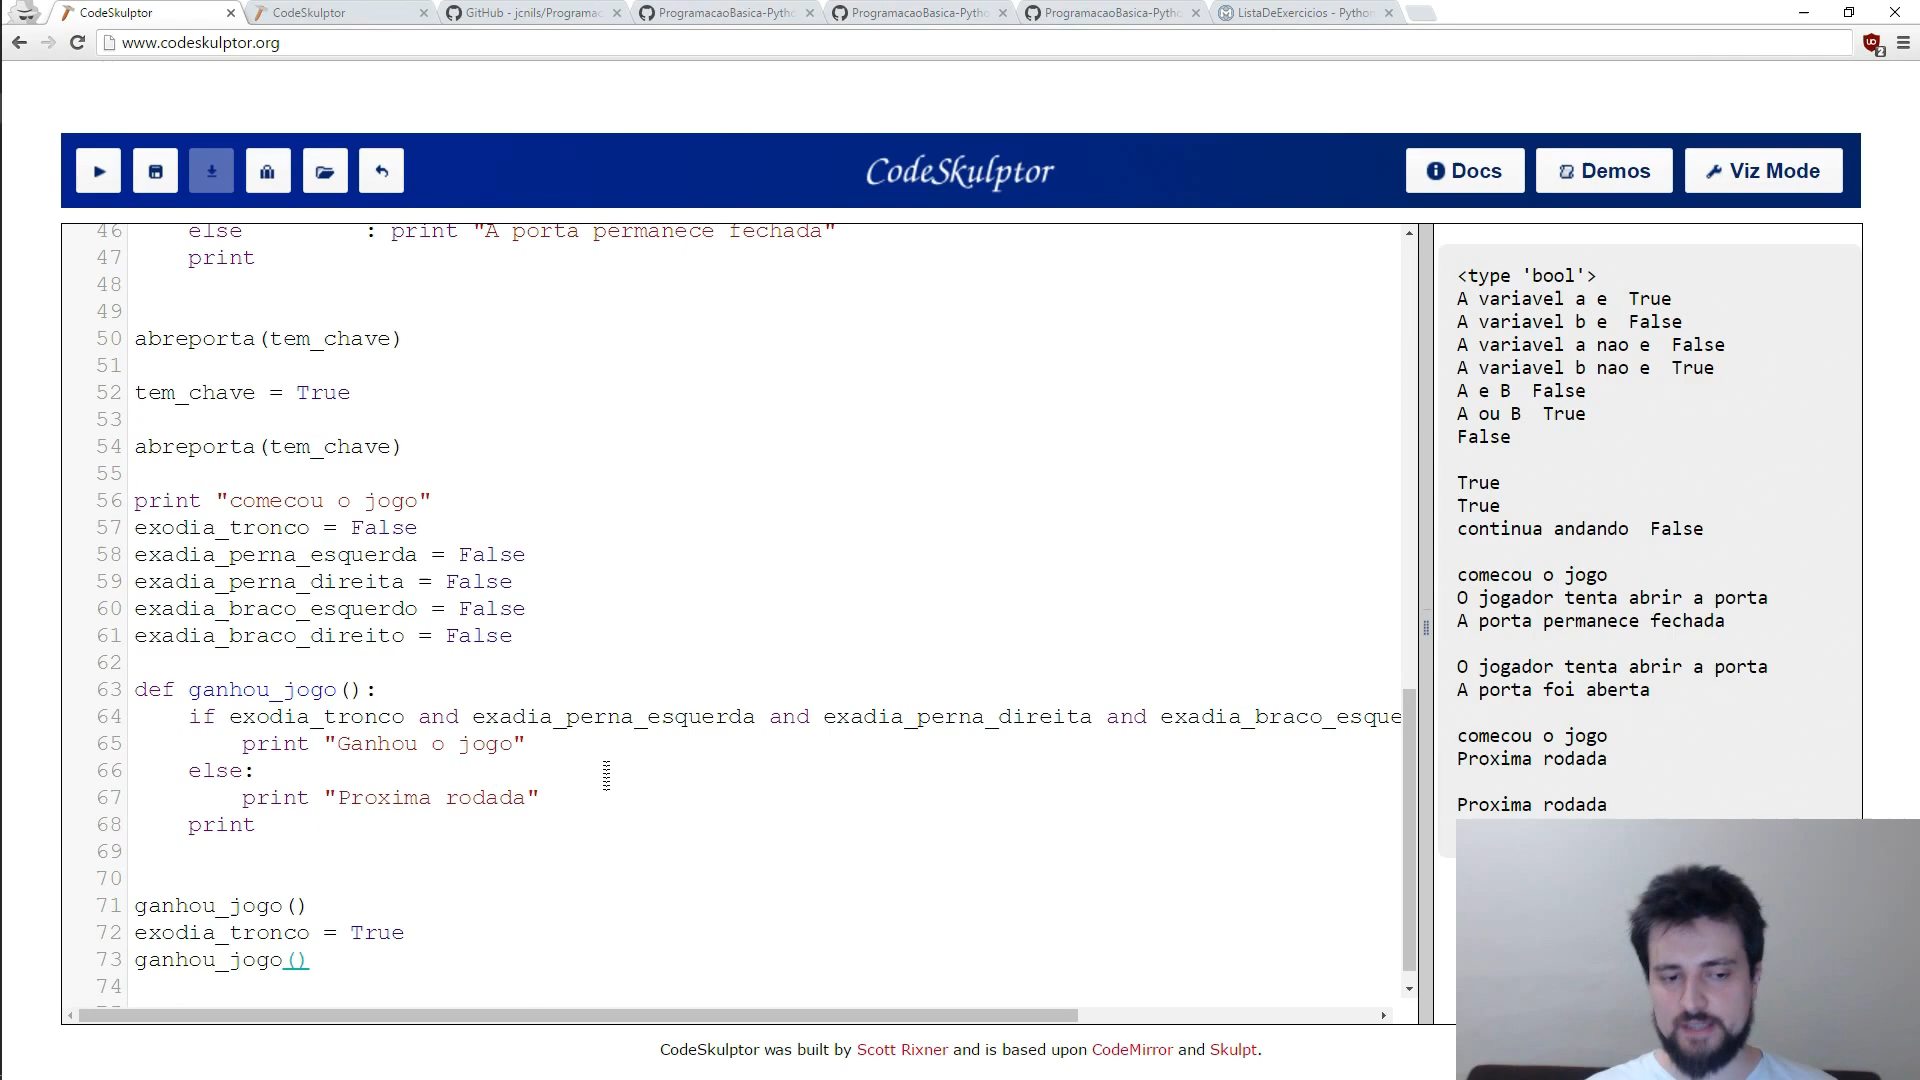 CodeSkulptor
CodeSkulptor
GitHub - jcnils/Programac
ProgramacaoBasica-Pytho
ProgramacaoBasica-Pytho
ProgramacaoBasica-Pytho
ListaDeExercicios - Python
www.codeskulptor.org
2
CodeSkulptor
Docs
Demos
Viz Mode
46 else : print "A porta permanece fechada"
47 print
48
49
50 abreporta(tem_chave)
51
52 tem_chave = True
53
54 abreporta(tem_chave)
55
56 print "comecou o jogo"
57 exodia_tronco = False
58 exadia_perna_esquerda = False
59 exadia_perna_direita = False
60 exadia_braco_esquerdo = False
61 exadia_braco_direito = False
62
63 def ganhou_jogo():
64 if exodia_tronco and exadia_perna_esquerda and exadia_perna_direita and exadia_braco_esque
65 print "Ganhou o jogo"
66 else:
67 print "Proxima rodada"
68 print
69
70
71 ganhou_jogo()
72 exodia_tronco = True
73 ganhou_jogo()
74
<type 'bool'>
A variavel a e  True
A variavel b e  False
A variavel a nao e  False
A variavel b nao e  True
A e B  False
A ou B  True
False
True
True
continua andando  False
comecou o jogo
O jogador tenta abrir a porta
A porta permanece fechada
O jogador tenta abrir a porta
A porta foi aberta
comecou o jogo
Proxima rodada
Proxima rodada
CodeSkulptor was built by Scott Rixner and is based upon CodeMirror and Skulpt.